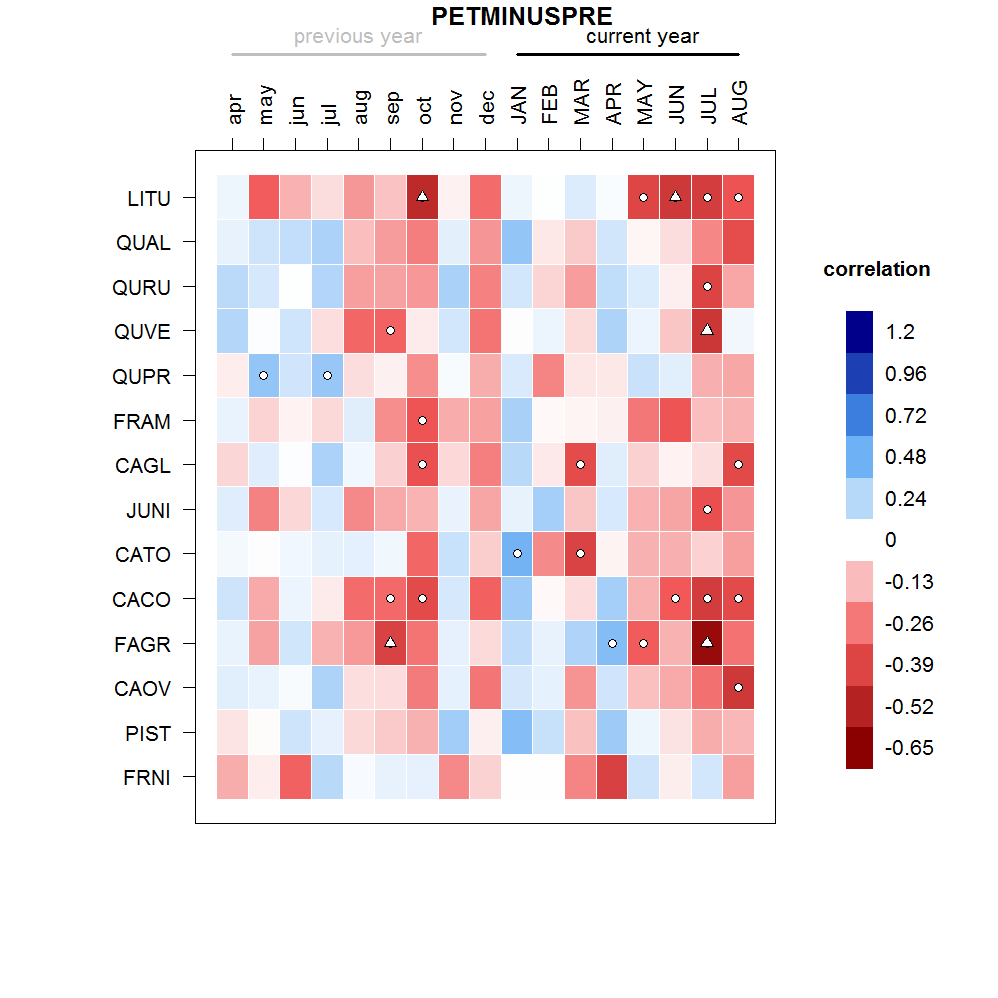 PETMINUSPRE
previous year current year
apr may jun jul aug sep oct nov dec JAN FEB MAR APR MAY JUN JUL AUG
LITU
QUAL
QURU
QUVE
QUPR
FRAM
CAGL
JUNI
CATO
CACO
FAGR
CAOV
PIST
FRNI
correlation
1.2
0.96
0.72
0.48
0.24
0
-0.13
-0.26
-0.39
-0.52
-0.65